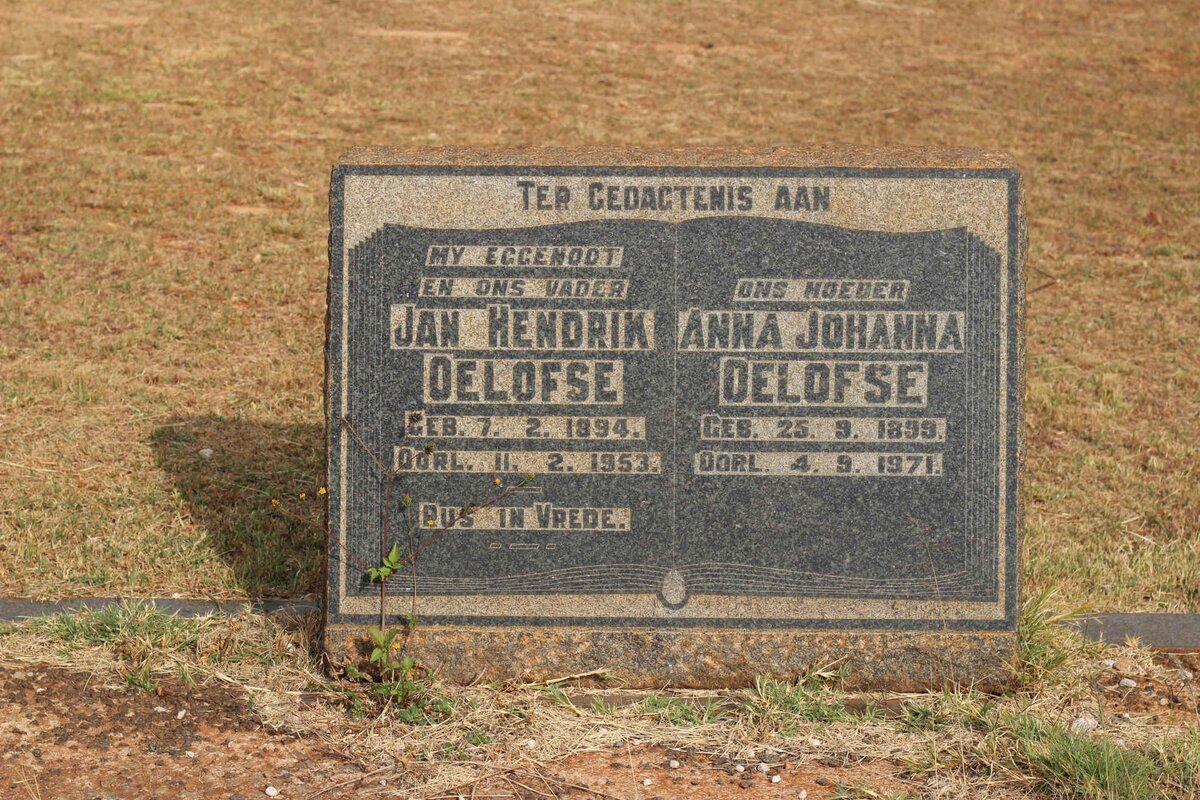 TER GEDAGTENIS AAN
MY EGGENOOT
EN ONS VADER
JAN HENDRIK
OELOFSE
GEB. 7. 2. 1894.
OORL. 11. 2. 1953.
RUS IN VREDE.
ONS MOEDER
ANNA JOHANNA
OELOFSE
GEB. 25. 9. 1899.
OORL. 4. 9. 1971.